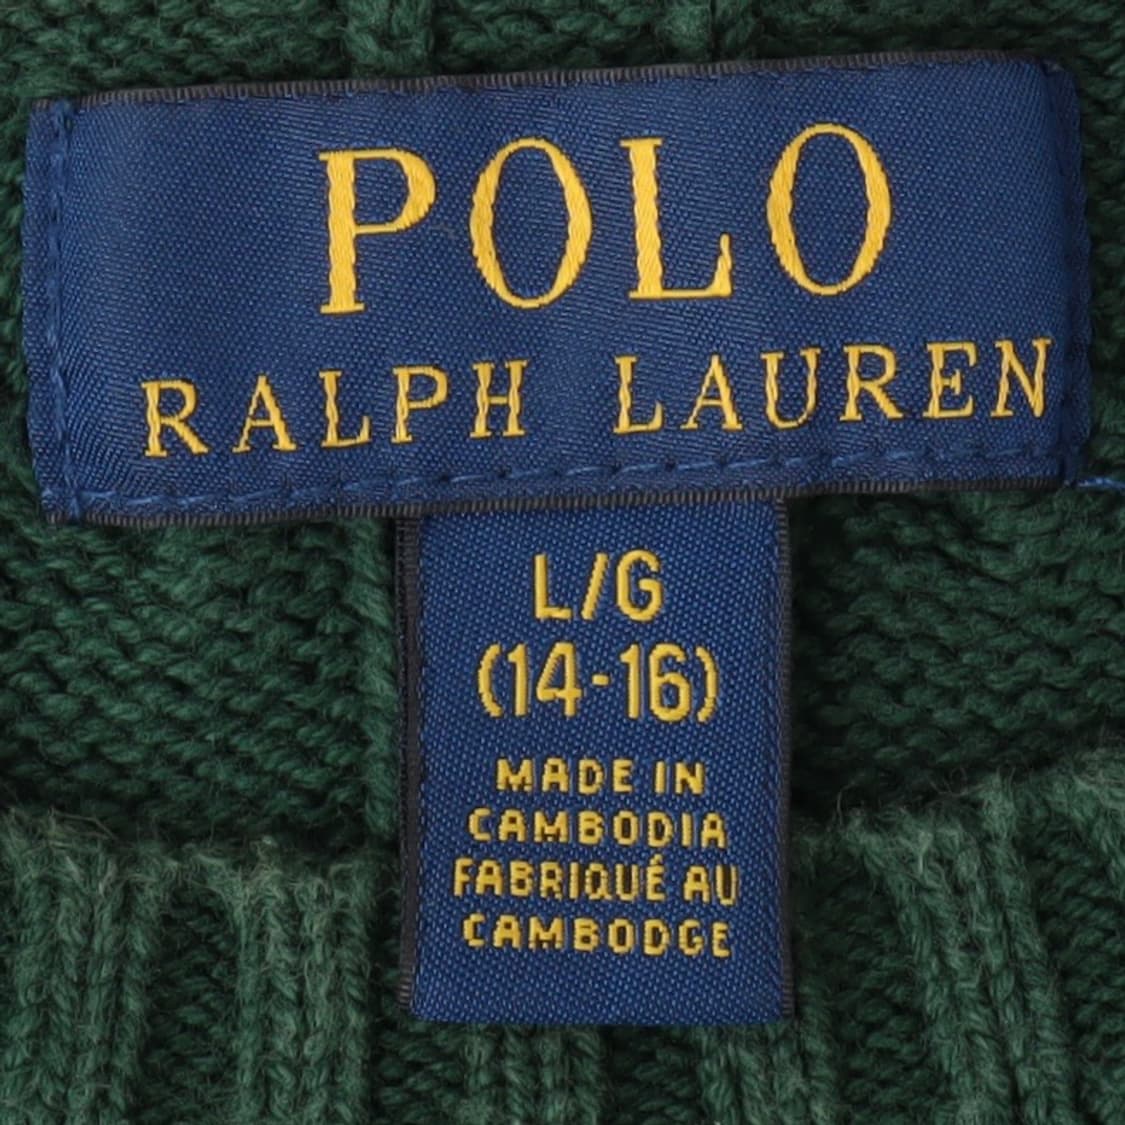 POLO
RALPH LAUREN
L/G
(14-16)
MADE IN
CAMBODIA
FABRIQUÉ AU
CAMBODGE